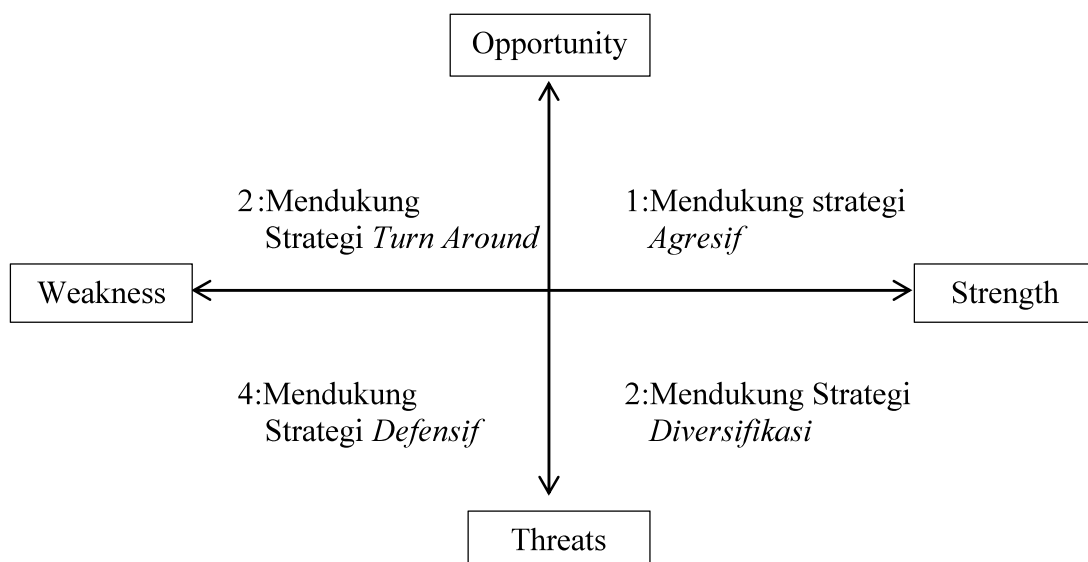 Opportunity
2:Mendukung
Strategi Turn Around
1:Mendukung strategi
Agresif
Weakness
Strength
4:Mendukung
Strategi Defensif
2:Mendukung Strategi
Diversifikasi
Threats